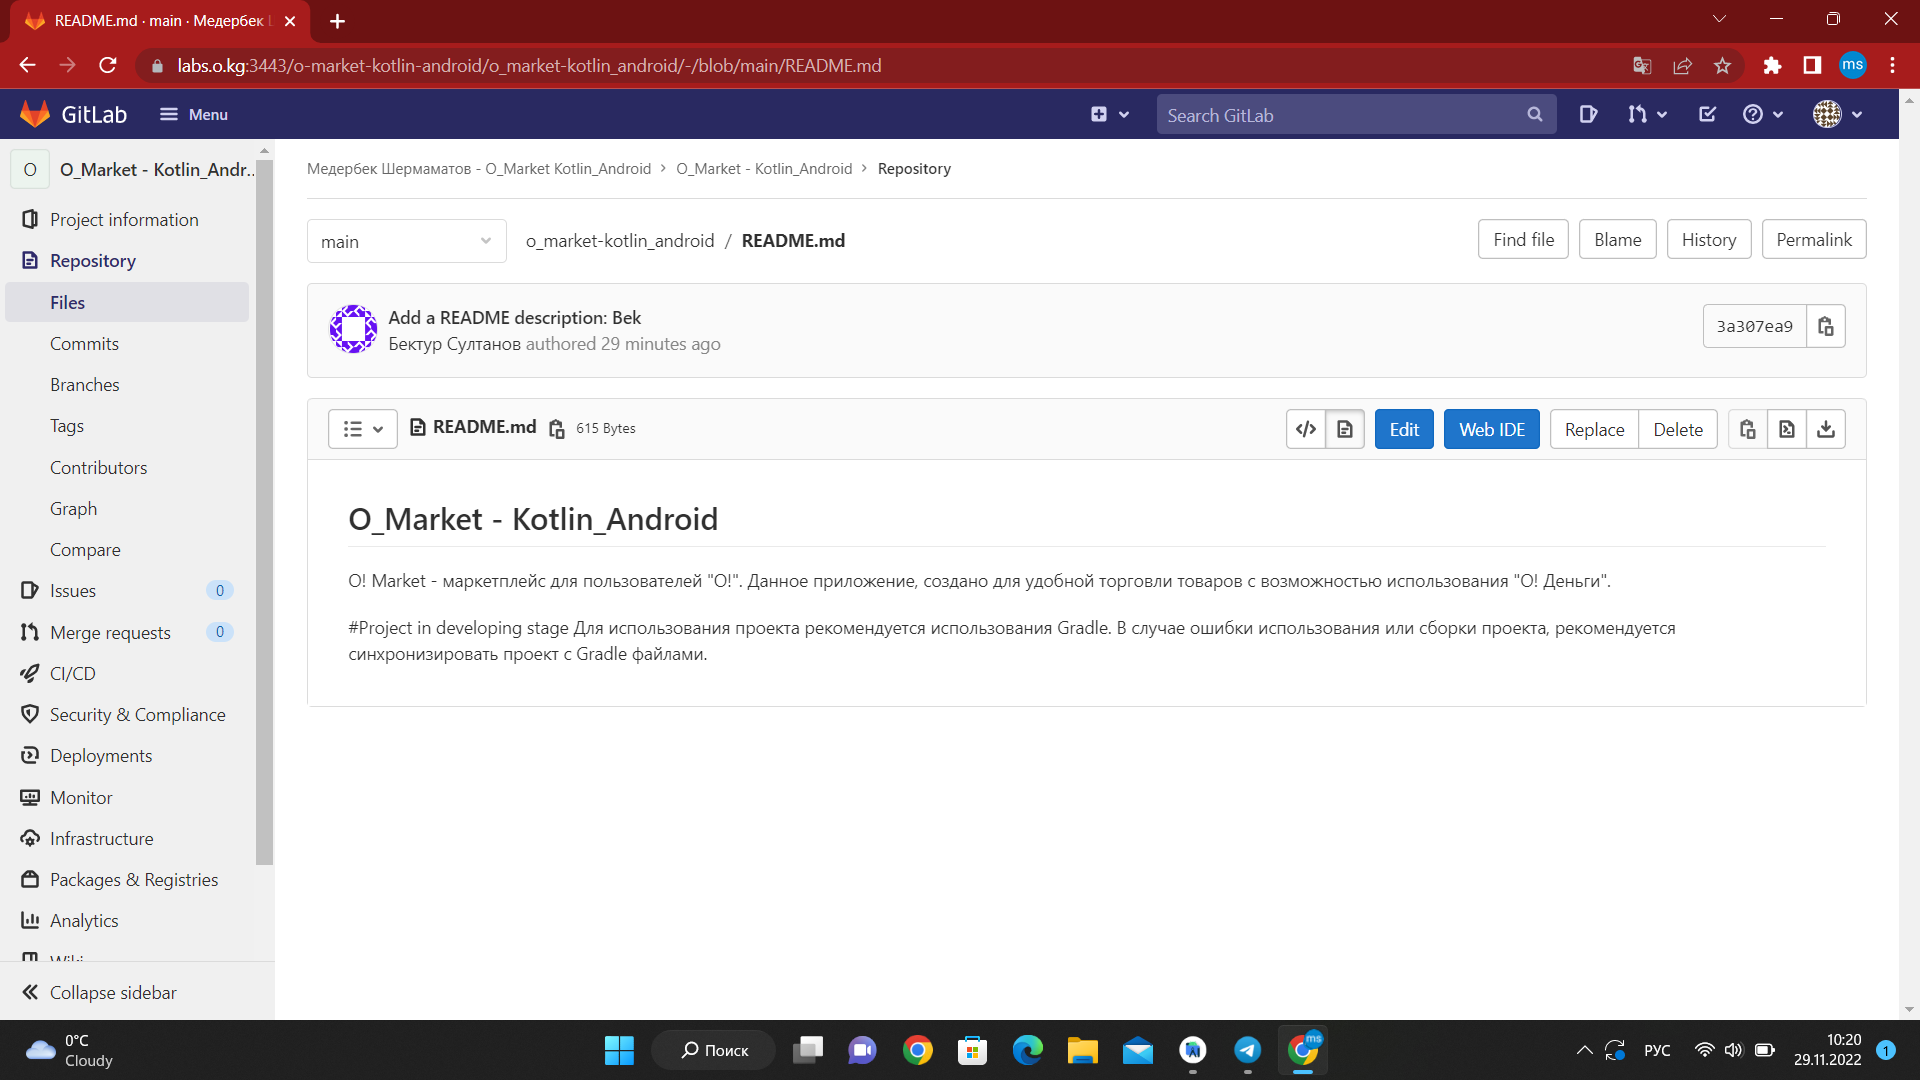 README.md · main · Медербек
labs.o.kg:3443/o-market-kotlin-android/o_market-kotlin_android/-/blob/main/README.md
ms
GitLab
Menu
Search GitLab
O
O_Market - Kotlin_Andr...
Project information
Repository
Files
Commits
Branches
Tags
Contributors
Graph
Compare
Issues
0
Merge requests
0
CI/CD
Security & Compliance
Deployments
Monitor
Infrastructure
Packages & Registries
Analytics
Collapse sidebar
Медербек Шермаматов - O_Market Kotlin_Android > O_Market - Kotlin_Android > Repository
main
o_market-kotlin_android / README.md
Find file
Blame
History
Permalink
Add a README description: Bek
Бектур Султанов authored 29 minutes ago
3a307ea9
README.md
615 Bytes
Edit
Web IDE
Replace
Delete
O_Market - Kotlin_Android
O! Market - маркетплейс для пользователей "О!". Данное приложение, создано для удобной торговли товаров с возможностью использования "О! Деньги".
#Project in developing stage Для использования проекта рекомендуется использования Gradle. В случае ошибки использования или сборки проекта, рекомендуется
синхронизировать проект с Gradle файлами.
0°C
Cloudy
Поиск
ms
РУС
10:20
29.11.2022
1